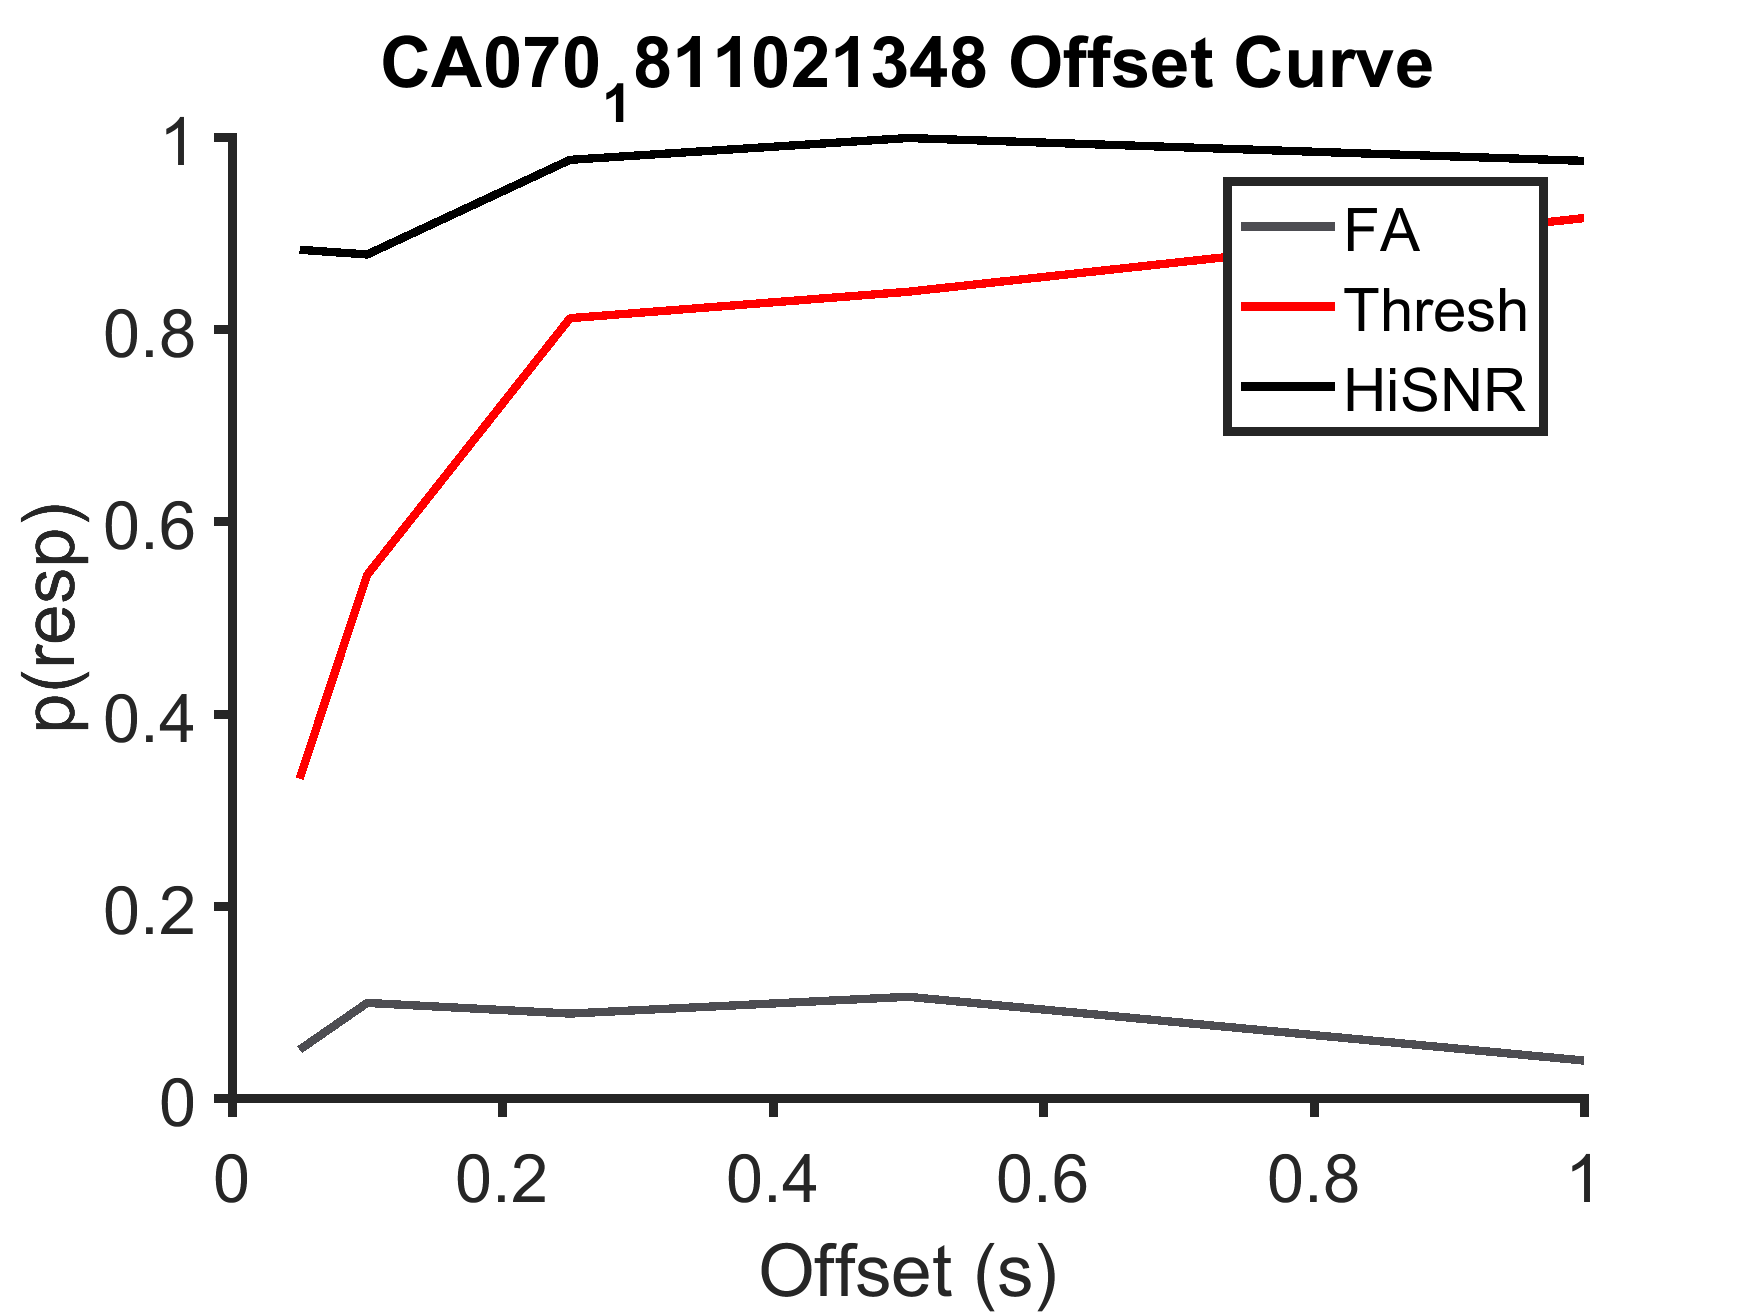 CA070₁811021348 Offset Curve
1
0.8
0.6
0.4
0.2
0
p(resp)
FA
Thresh
HiSNR
0 0.2 0.4 0.6 0.8 1
Offset (s)